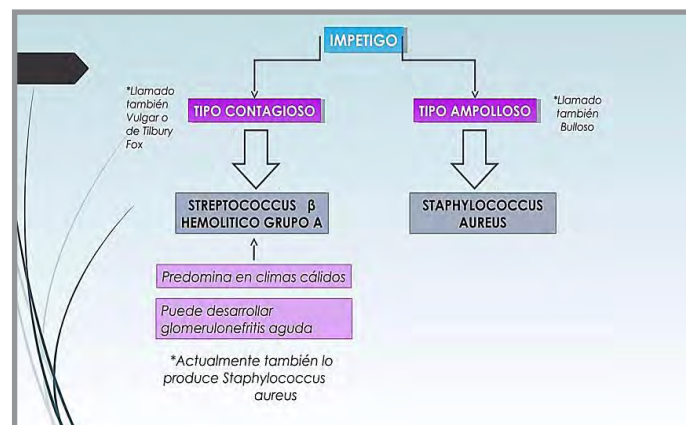 IMPETIGO
*Llamado
también
Vulgar o
de Tilbury
Fox
TIPO CONTAGIOSO
TIPO AMPOLLOSO
*Llamado
también
Bulloso
STREPTOCOCCUS β
HEMOLITICO GRUPO A
STAPHYLOCOCCUS
AUREUS
Predomina en climas cálidos
Puede desarrollar
glomerulonefritis aguda
*Actualmente también lo
produce Staphylococcus
aureus